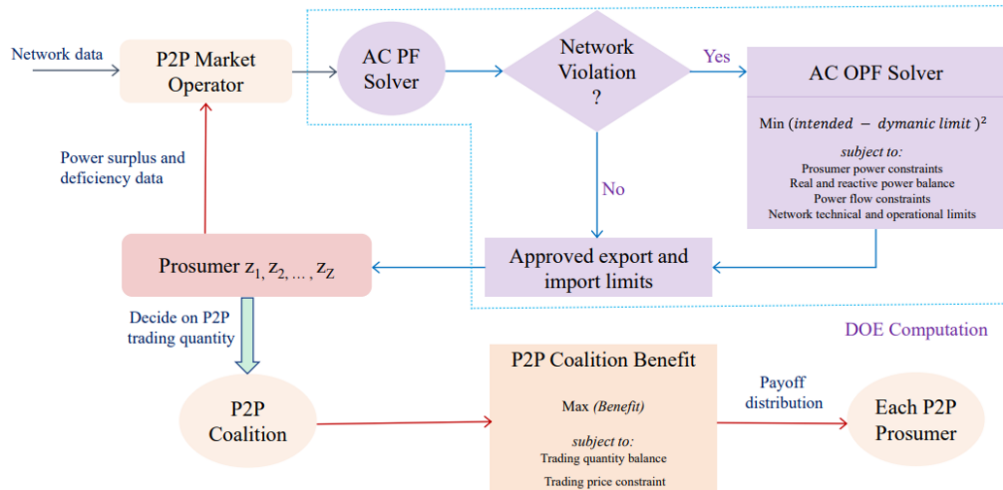 Network data
P2P Market
Operator
AC PF
Solver
Network
Violation
?
Yes
AC OPF Solver
Min (intended − dymanic limit )²
subject to:
Prosumer power constraints
Real and reactive power balance
Power flow constraints
Network technical and operational limits
Power surplus and
deficiency data
No
Prosumer z₁, z₂, ... , z_Z
Approved export and
import limits
Decide on P2P
trading quantity
DOE Computation
P2P
Coalition
P2P Coalition Benefit
Max (Benefit)
subject to:
Trading quantity balance
Trading price constraint
Payoff
distribution
Each P2P
Prosumer